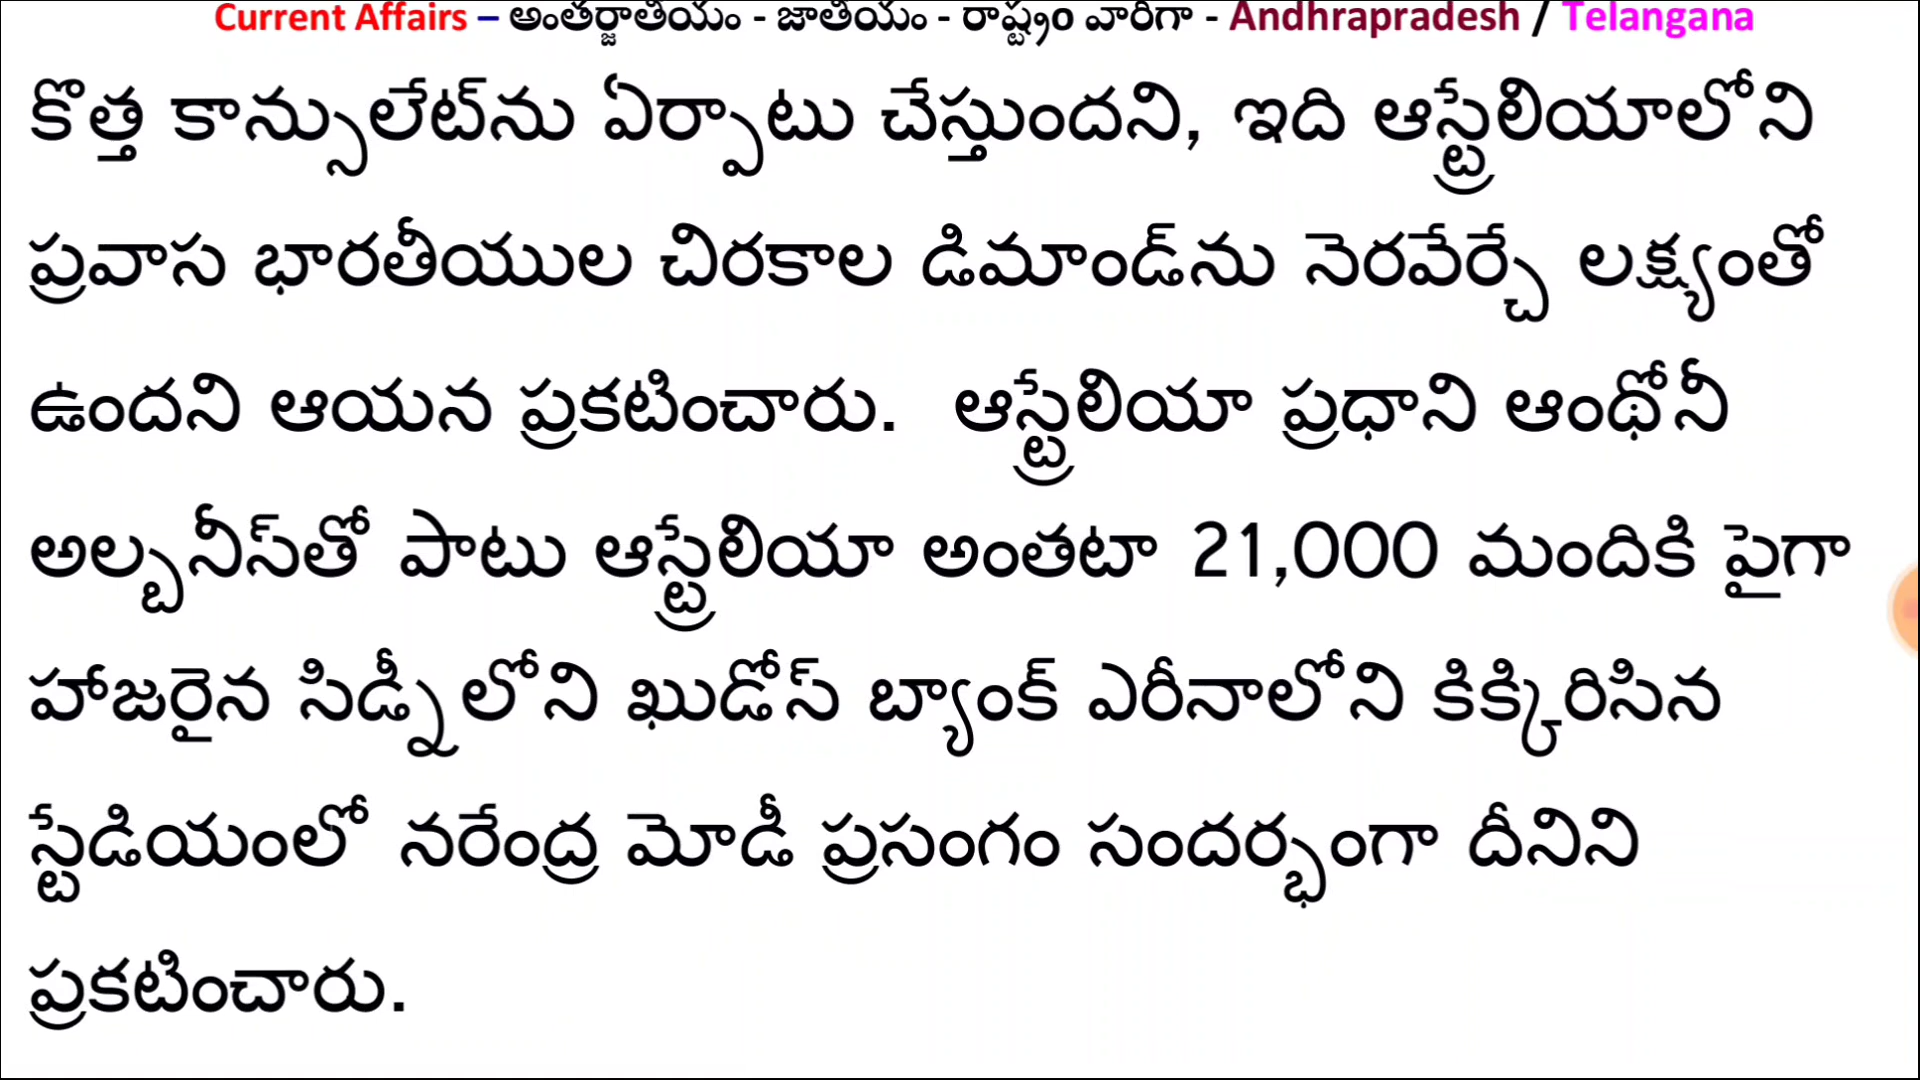 Current Affairs – అంతర్జాతీయం - జాతీయం - రాష్ట్రం వారీగా - Andhrapradesh / Telangana
కొత్త కాన్సులేట్‌ను ఏర్పాటు చేస్తుందని, ఇది ఆస్ట్రేలియాలోని
ప్రవాస భారతీయుల చిరకాల డిమాండ్‌ను నెరవేర్చే లక్ష్యంతో
ఉందని ఆయన ప్రకటించారు. ఆస్ట్రేలియా ప్రధాని ఆంథోనీ
అల్బనీస్‌తో పాటు ఆస్ట్రేలియా అంతటా 21,000 మందికి పైగా
హాజరైన సిడ్నీలోని ఖుడోస్ బ్యాంక్ ఎరీనాలోని కిక్కిరిసిన
స్టేడియంలో నరేంద్ర మోడీ ప్రసంగం సందర్భంగా దీనిని
ప్రకటించారు.